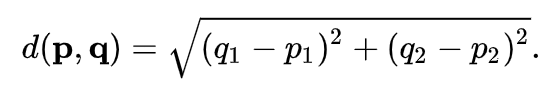 d(𝐩, 𝐪) = √((q₁ − p₁)² + (q₂ − p₂)²).